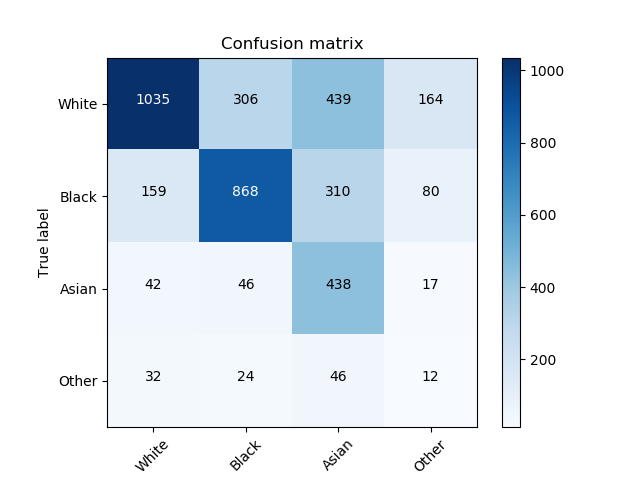 Confusion matrix
True label
White 1035 306 439 164
Black 159 868 310 80
Asian 42 46 438 17
Other 32 24 46 12
White Black Asian Other
1000
800
600
400
200